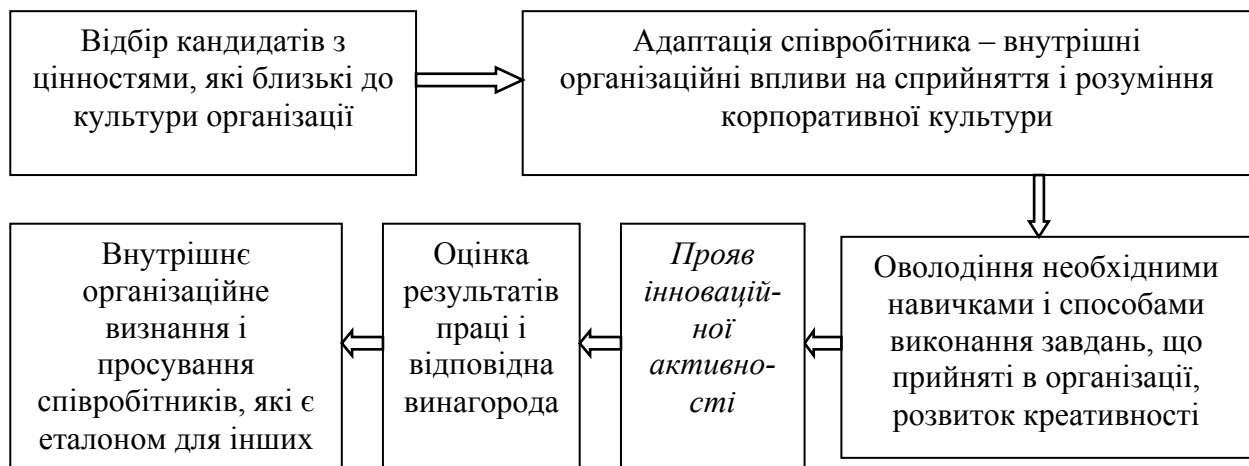 Відбір кандидатів з
цінностями, які близькі до
культури організації
Адаптація співробітника – внутрішні
організаційні впливи на сприйняття і розуміння
корпоративної культури
Оволодіння необхідними
навичками і способами
виконання завдань, що
прийняті в організації,
розвиток креативності
Прояв
інновацій-
ної
активно-
сті
Оцінка
результатів
праці і
відповідна
винагорода
Внутрішнє
організаційне
визнання і
просування
співробітників, які є
еталоном для інших